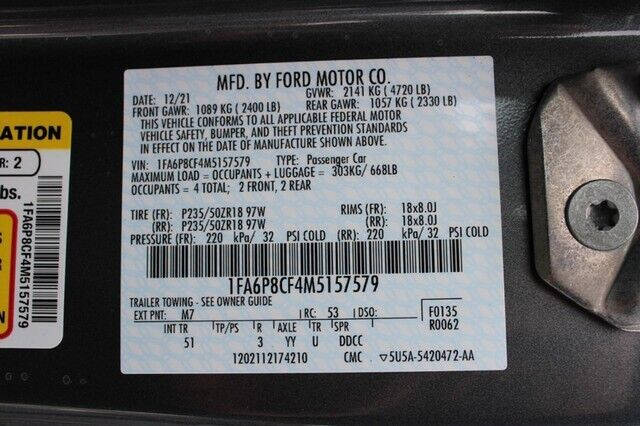 ATION
R: 2
bs.
1FA6P8CF4M5157579
MFD. BY FORD MOTOR CO.
DATE: 12/21 GVWR: 2141 KG (4720 LB)
FRONT GAWR: 1089 KG (2400 LB) REAR GAWR: 1057 KG (2330 LB)
THIS VEHICLE CONFORMS TO ALL APPLICABLE FEDERAL MOTOR
VEHICLE SAFETY, BUMPER, AND THEFT PREVENTION STANDARDS IN
EFFECT ON THE DATE OF MANUFACTURE SHOWN ABOVE.
VIN: 1FA6P8CF4M5157579 TYPE: Passenger Car
MAXIMUM LOAD = OCCUPANTS + LUGGAGE = 303KG/ 668LB
OCCUPANTS = 4 TOTAL; 2 FRONT, 2 REAR
TIRE (FR): P235/50ZR18 97W RIMS (FR): 18x8.0J
(RR): P235/50ZR18 97W (RR): 18x8.0J
PRESSURE (FR): 220 kPa/ 32 PSI COLD (RR): 220 kPa/ 32 PSI COLD
1FA6P8CF4M5157579
TRAILER TOWING - SEE OWNER GUIDE
EXT PNT: M7 RC: 53 DSO: F0135
R0062
INT TR TP/PS R AXLE TR SPR
51 3 YY U DDCC
1202112174210 CMC ▽5U5A-5420472-AA